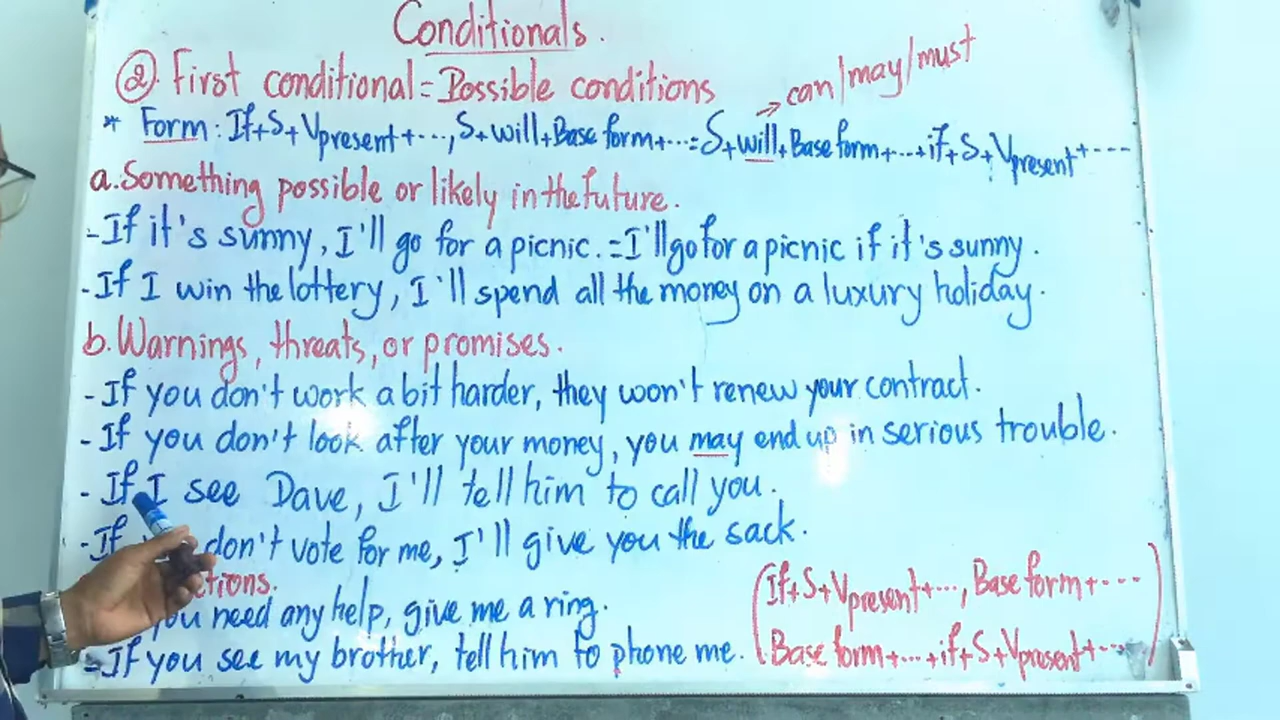 Conditionals.
② First conditional = Possible conditions → can/may/must
* Form: If+S+Vpresent+..., S+will+Base form+...=S+will+Base form+...+if+S+Vpresent+---
a. Something possible or likely in the future.
- If it's sunny, I'll go for a picnic. = I'll go for a picnic if it's sunny.
- If I win the lottery, I'll spend all the money on a luxury holiday.
b. Warnings, threats, or promises.
- If you don't work a bit harder, they won't renew your contract.
- If you don't look after your money, you may end up in serious trouble.
- If I see Dave, I'll tell him to call you.
- If don't vote for me, I'll give you the sack.
ctions.
you need any help, give me a ring.
- If you see my brother, tell him to phone me.
(If+S+Vpresent+..., Base form+---
Base form+...+if+S+Vpresent+---)